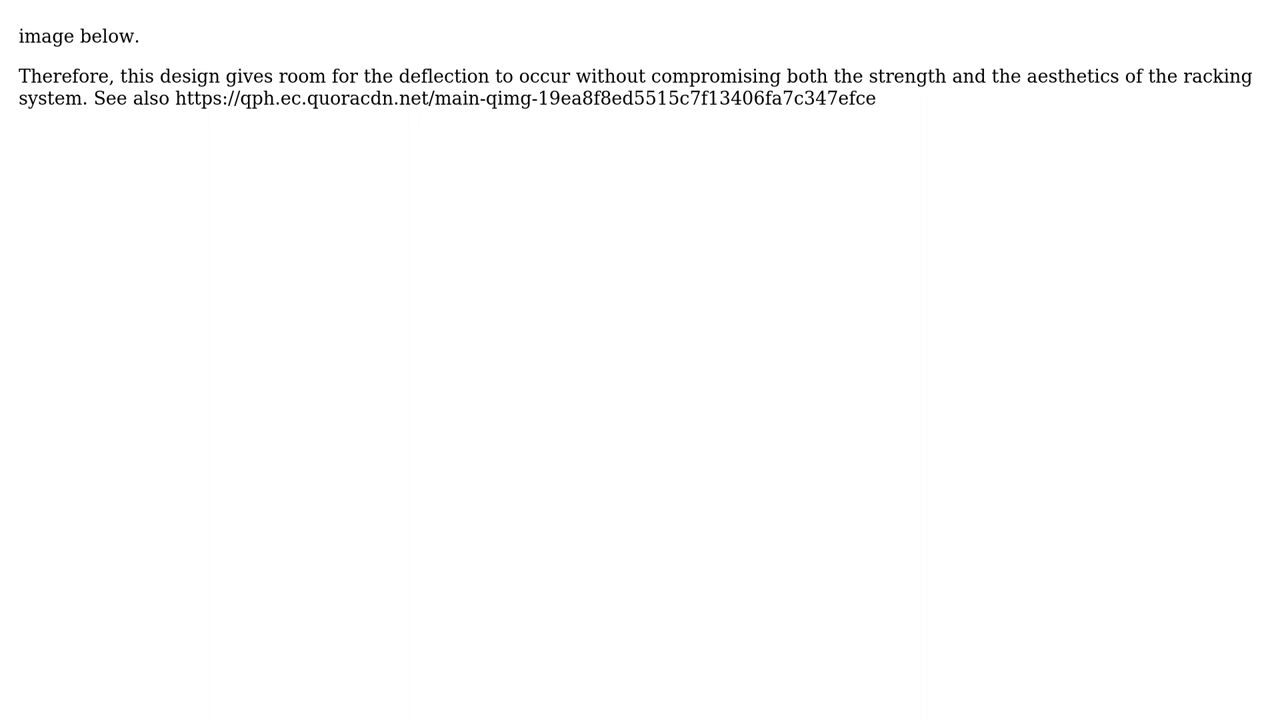 image below.
Therefore, this design gives room for the deflection to occur without compromising both the strength and the aesthetics of the racking
system. See also https://qph.ec.quoracdn.net/main-qimg-19ea8f8ed5515c7f13406fa7c347efce